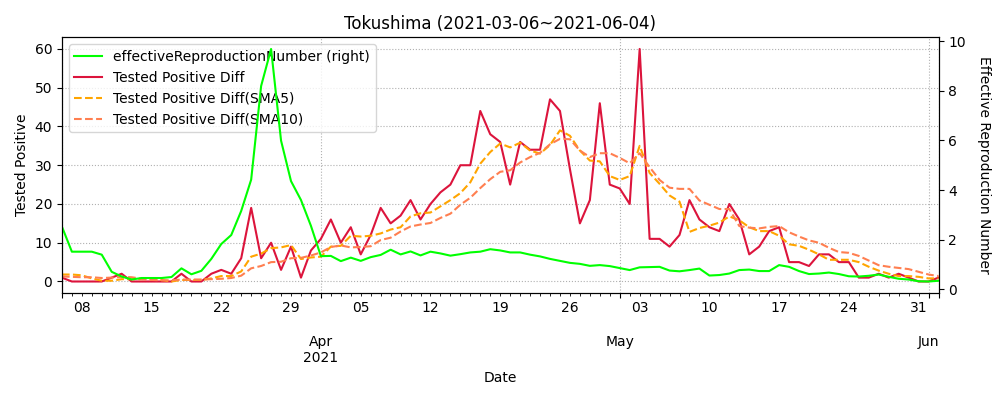 Tokushima (2021-03-06~2021-06-04)
effectiveReproductionNumber (right)
Tested Positive Diff
Tested Positive Diff(SMA5)
Tested Positive Diff(SMA10)
Tested Positive
60
50
40
30
20
10
0
10
8
6
4
2
0
Effective Reproduction Number
08 15 22 29 05 12 19 26 03 10 17 24 31
Apr May Jun
2021
Date